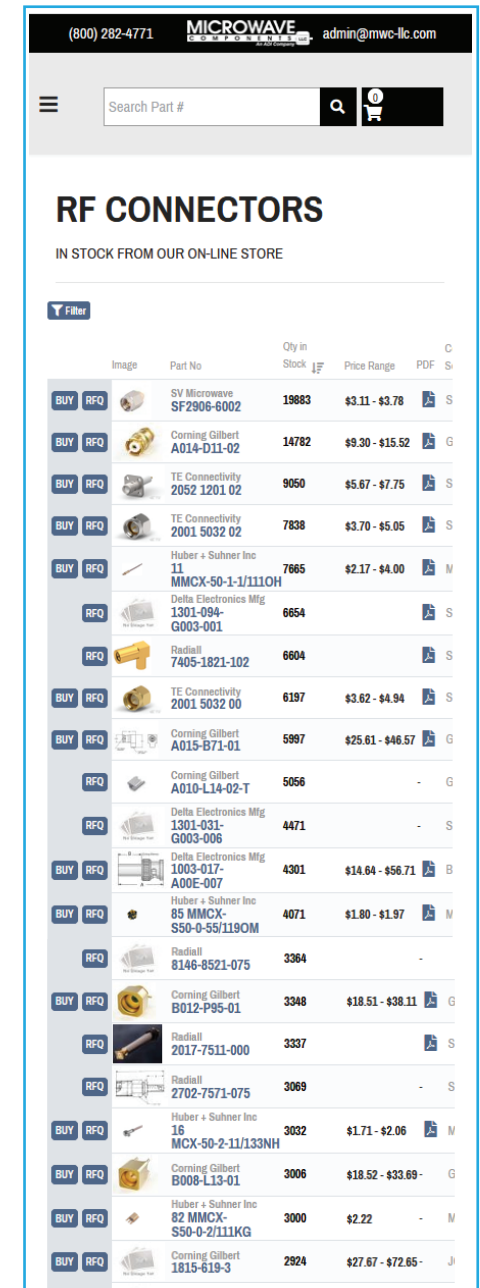 (800) 282-4771 MICROWAVE COMPONENTS LLC. An ADI Company admin@mwc-llc.com
Search Part # 0
RF CONNECTORS
IN STOCK FROM OUR ON-LINE STORE
Filter
Image Part No Qty in Stock Price Range PDF
BUY RFQ SV Microwave SF2906-6002 19883 $3.11 - $3.78 S
BUY RFQ Corning Gilbert A014-D11-02 14782 $9.30 - $15.52 G
BUY RFQ TE Connectivity 2052 1201 02 9050 $5.67 - $7.75 S
BUY RFQ TE Connectivity 2001 5032 02 7838 $3.70 - $5.05 S
BUY RFQ Huber + Suhner Inc 11 MMCX-50-1-1/111OH 7665 $2.17 - $4.00 M
RFQ No Image Yet Delta Electronics Mfg 1301-094-G003-001 6654 S
RFQ Radiall 7405-1821-102 6604 S
BUY RFQ TE Connectivity 2001 5032 00 6197 $3.62 - $4.94 S
BUY RFQ Corning Gilbert A015-B71-01 5997 $25.61 - $46.57 G
RFQ Corning Gilbert A010-L14-02-T 5056 - G
RFQ No Image Yet Delta Electronics Mfg 1301-031-G003-006 4471 - S
BUY RFQ Delta Electronics Mfg 1003-017-A00E-007 4301 $14.64 - $56.71 B
BUY RFQ Huber + Suhner Inc 85 MMCX-S50-0-55/119OM 4071 $1.80 - $1.97 M
RFQ No Image Yet Radiall 8146-8521-075 3364 -
BUY RFQ Corning Gilbert B012-P95-01 3348 $18.51 - $38.11 G
RFQ Radiall 2017-7511-000 3337 S
RFQ Radiall 2702-7571-075 3069 - S
BUY RFQ Huber + Suhner Inc 16 MCX-50-2-11/133NH 3032 $1.71 - $2.06 M
BUY RFQ Corning Gilbert B008-L13-01 3006 $18.52 - $33.69 - G
BUY RFQ Huber + Suhner Inc 82 MMCX-S50-0-2/111KG 3000 $2.22 - M
BUY RFQ No Image Yet Corning Gilbert 1815-619-3 2924 $27.67 - $72.65 -